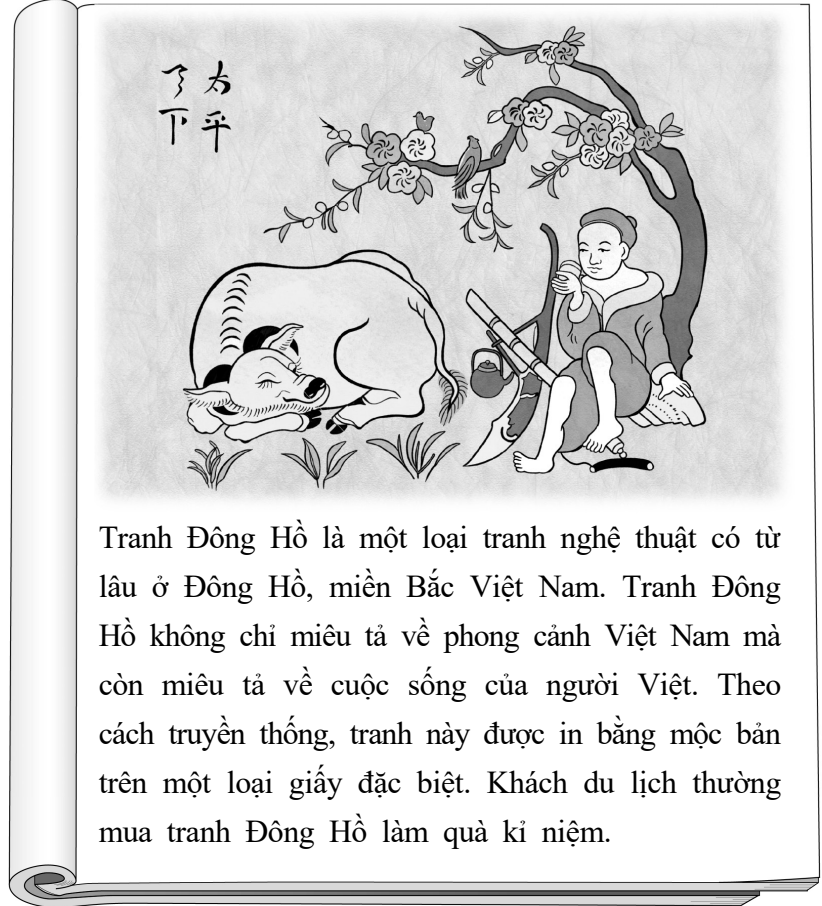 太平
下
Tranh Đông Hồ là một loại tranh nghệ thuật có từ
lâu ở Đông Hồ, miền Bắc Việt Nam. Tranh Đông
Hồ không chỉ miêu tả về phong cảnh Việt Nam mà
còn miêu tả về cuộc sống của người Việt. Theo
cách truyền thống, tranh này được in bằng mộc bản
trên một loại giấy đặc biệt. Khách du lịch thường
mua tranh Đông Hồ làm quà kỉ niệm.